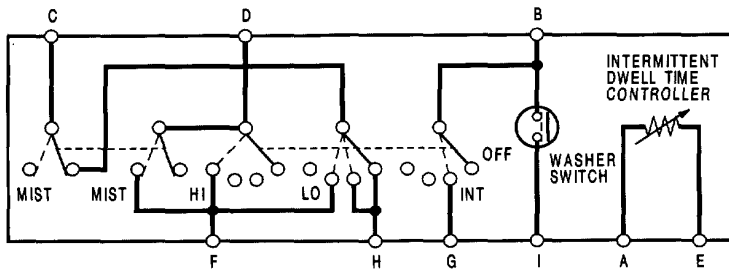 C D B
INTERMITTENT
DWELL TIME
CONTROLLER
OFF
WASHER
SWITCH
MIST MIST HI LO INT
F H G I A E